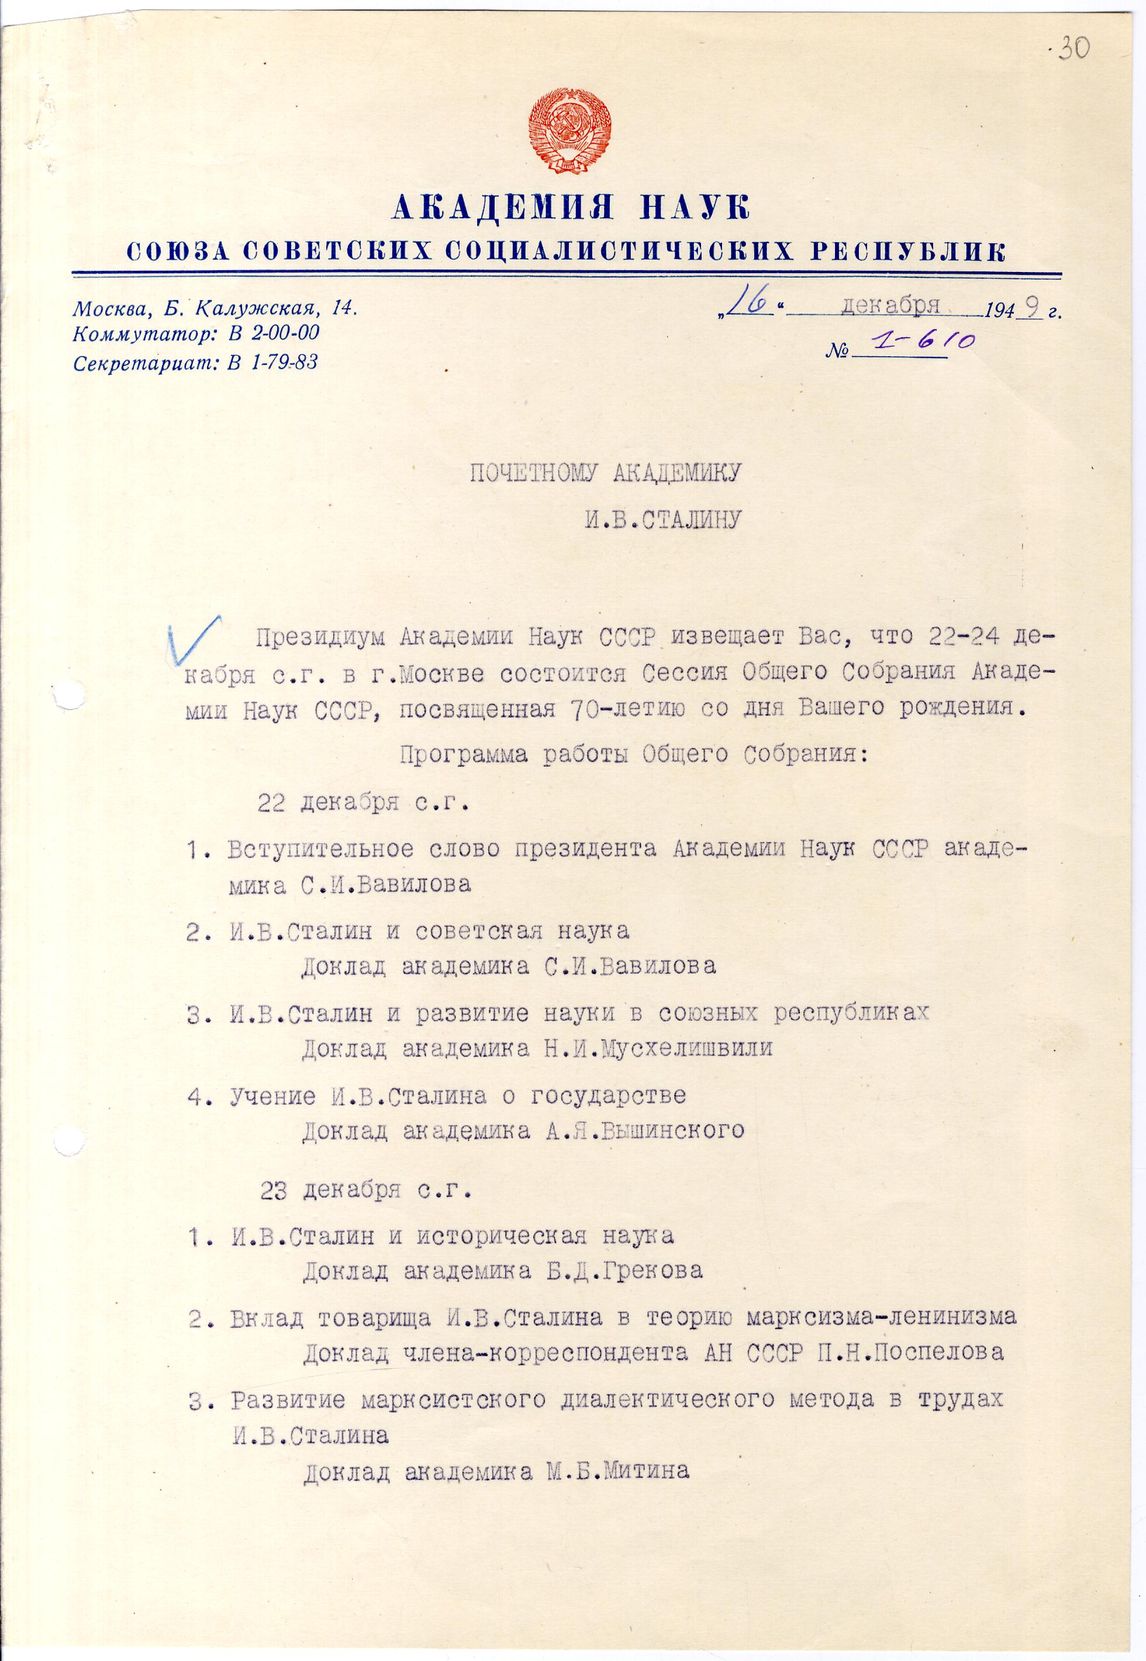 30
АКАДЕМИЯ НАУК
СОЮЗА СОВЕТСКИХ СОЦИАЛИСТИЧЕСКИХ РЕСПУБЛИК
Москва, Б. Калужская, 14.
Коммутатор: В 2-00-00
Секретариат: В 1-79-83
„16“ декабря 1949 г.
№ 1-610
ПОЧЕТНОМУ АКАДЕМИКУ
И.В.СТАЛИНУ
Президиум Академии Наук СССР извещает Вас, что 22-24 де-
кабря с.г. в г.Москве состоится Сессия Общего Собрания Акаде-
мии Наук СССР, посвященная 70-летию со дня Вашего рождения.
Программа работы Общего Собрания:
22 декабря с.г.
1. Вступительное слово президента Академии Наук СССР акаде-
мика С.И.Вавилова
2. И.В.Сталин и советская наука
Доклад академика С.И.Вавилова
3. И.В.Сталин и развитие науки в союзных республиках
Доклад академика Н.И.Мусхелишвили
4. Учение И.В.Сталина о государстве
Доклад академика А.Я.Вышинского
23 декабря с.г.
1. И.В.Сталин и историческая наука
Доклад академика Б.Д.Грекова
2. Вклад товарища И.В.Сталина в теорию марксизма-ленинизма
Доклад члена-корреспондента АН СССР П.Н.Поспелова
3. Развитие марксистского диалектического метода в трудах
И.В.Сталина
Доклад академика М.Б.Митина